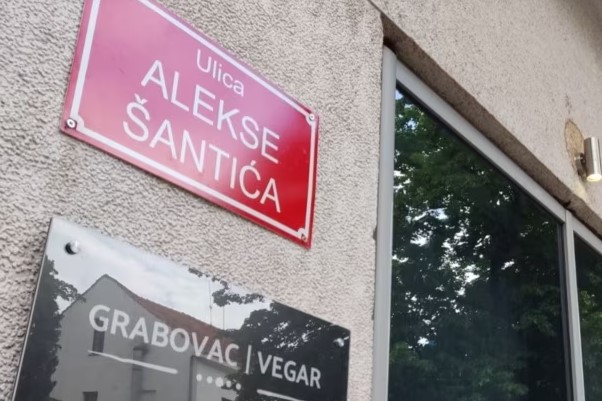 Ulica
ALEKSE
ŠANTIĆA
GRABOVAC | VEGAR